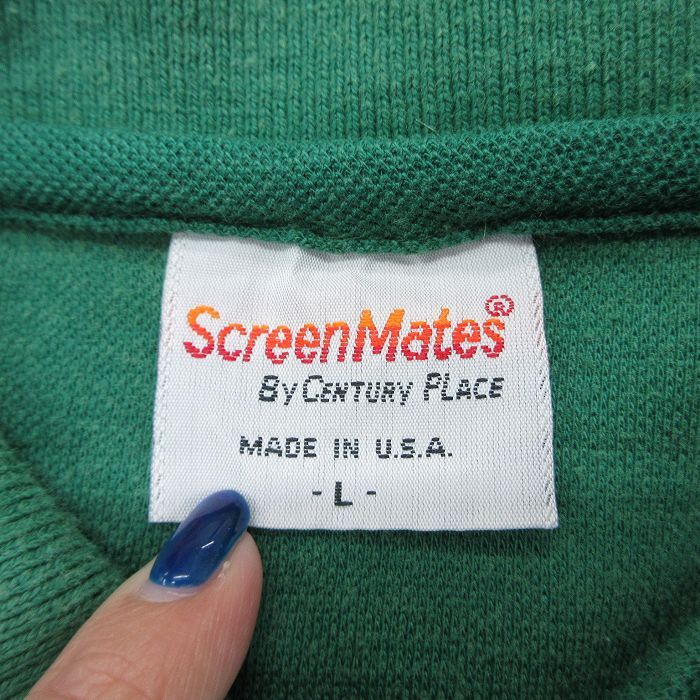 ScreenMates®
BY CENTURY PLACE
MADE IN U.S.A.
- L -